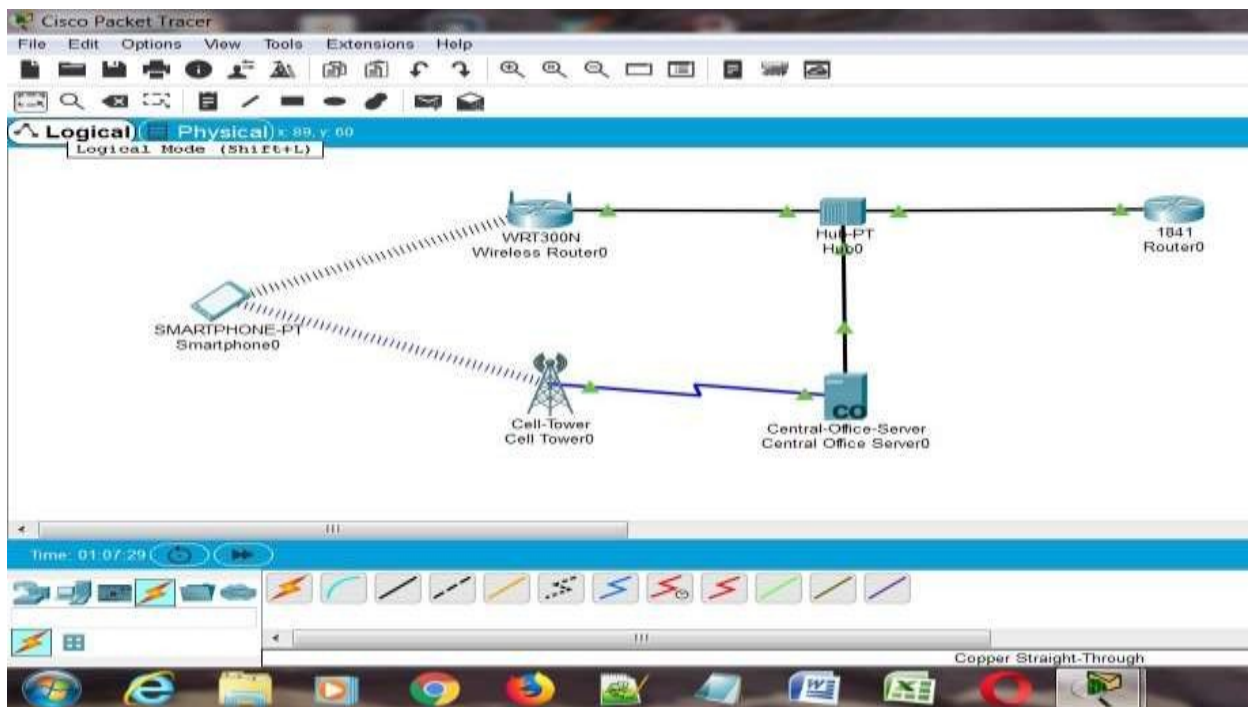 Cisco Packet Tracer
File Edit Options View Tools Extensions Help
Logical Physical x: 89, y: 60
Logical Mode (Shift+L)
WRT300N
Wireless Router0
Hub-PT
Hub0
1841
Router0
SMARTPHONE-PT
Smartphone0
Cell-Tower
Cell Tower0
CO
Central-Office-Server
Central Office Server0
Time: 01:07:29
Copper Straight-Through